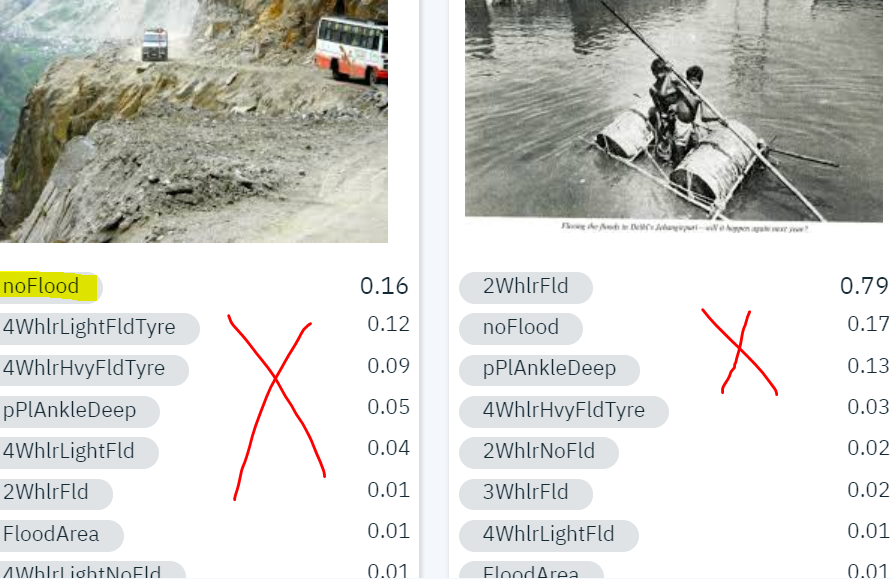 Fleeing the floods in Delhi's Jahangirpuri—will it happen again next year?
noFlood 0.16
4WhlrLightFldTyre 0.12
4WhlrHvyFldTyre 0.09
pPlAnkleDeep 0.05
4WhlrLightFld 0.04
2WhlrFld 0.01
FloodArea 0.01
4WhlrLightNoFld 0.01
2WhlrFld 0.79
noFlood 0.17
pPlAnkleDeep 0.13
4WhlrHvyFldTyre 0.03
2WhlrNoFld 0.02
3WhlrFld 0.02
4WhlrLightFld 0.01
FloodArea 0.01